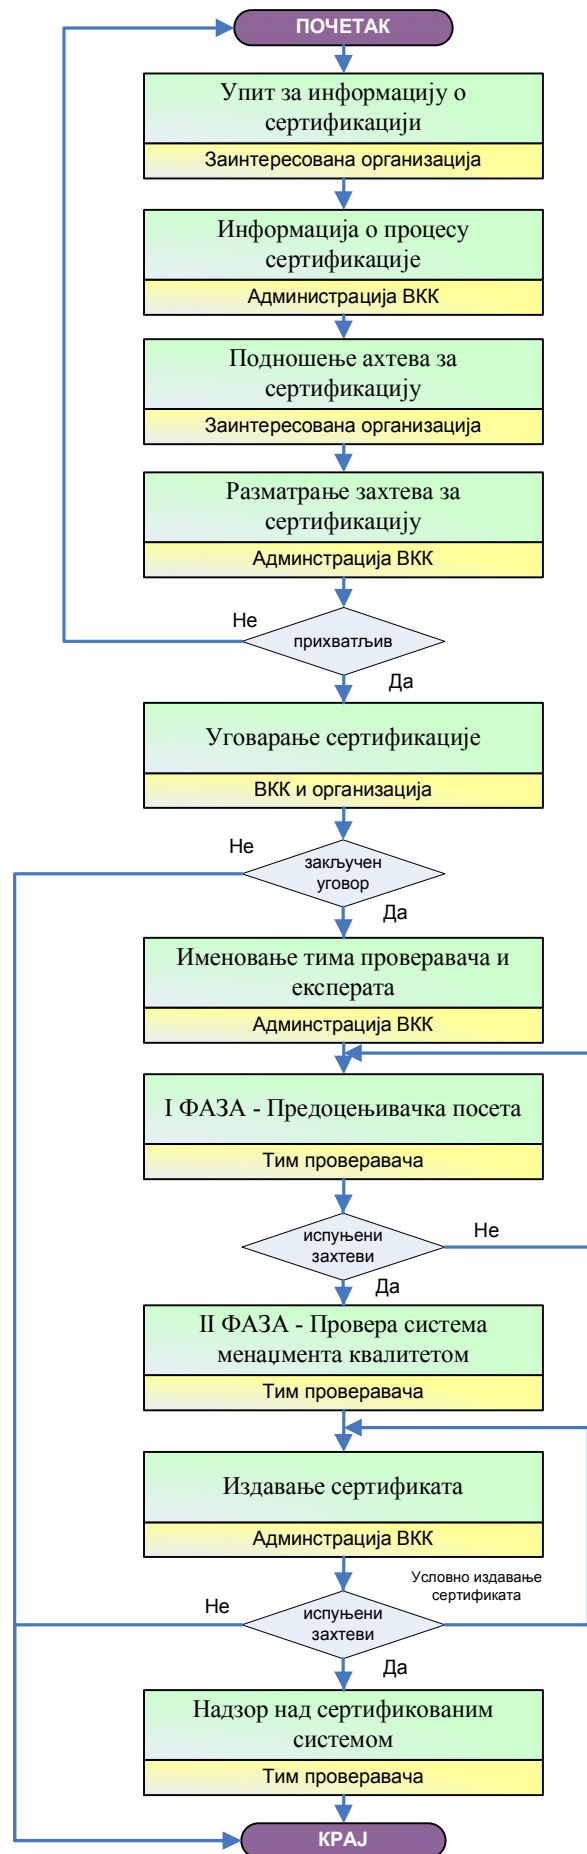 ПОЧЕТАК
Упит за информацију о
сертификацији
Заинтересована организација
Информација о процесу
сертификације
Администрација ВКК
Подношење ахтева за
сертификацију
Заинтересована организација
Разматрање захтева за
сертификацију
Админстрација ВКК
Не
прихватљив
Да
Уговарање сертификације
ВКК и организација
Не
закључен
уговор
Да
Именовање тима проверавача и
експерата
Админстрација ВКК
I ФАЗА - Предоцењивачка посета
Тим проверавача
испуњени
захтеви
Не
Да
II ФАЗА - Провера система
менаџмента квалитетом
Тим проверавача
Издавање сертификата
Админстрација ВКК
Условно издавање
сертификата
Не
испуњени
захтеви
Да
Надзор над сертификованим
системом
Тим проверавача
КРАЈ